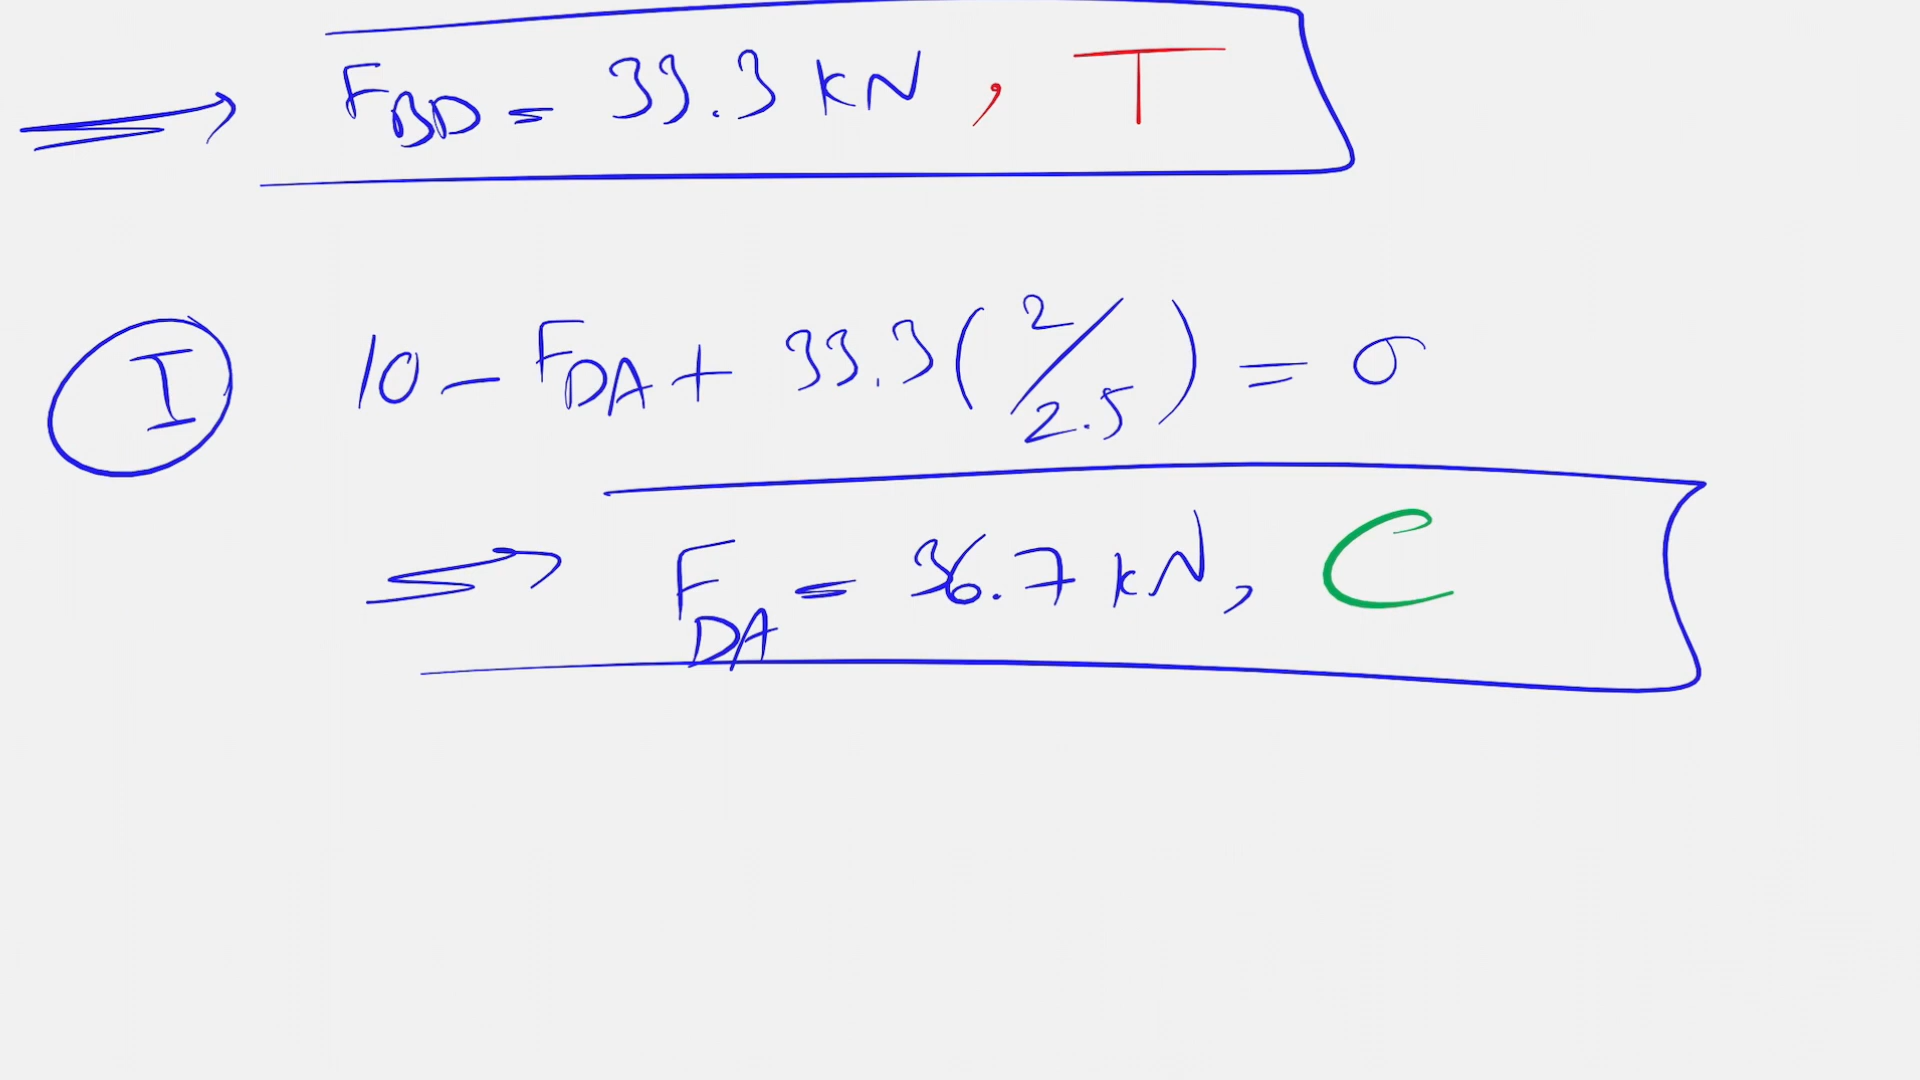 ⇒ F_BD = 33.3 kN , T
I 10 - F_DA + 33.3 (2/2.5) = 0
⇒ F_DA = 36.7 kN, C